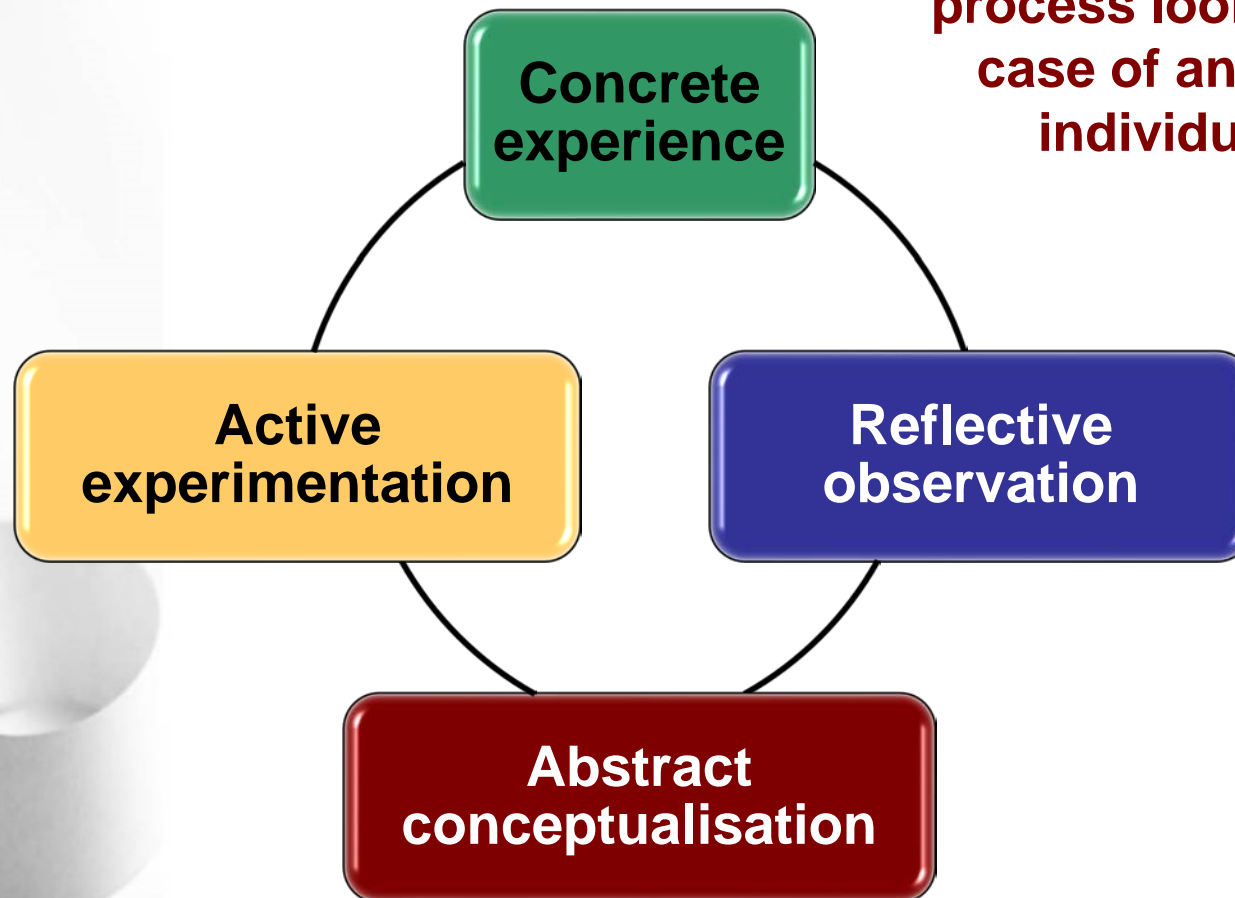 process loo
case of an
individu
Concrete
experience
Active
experimentation
Reflective
observation
Abstract
conceptualisation